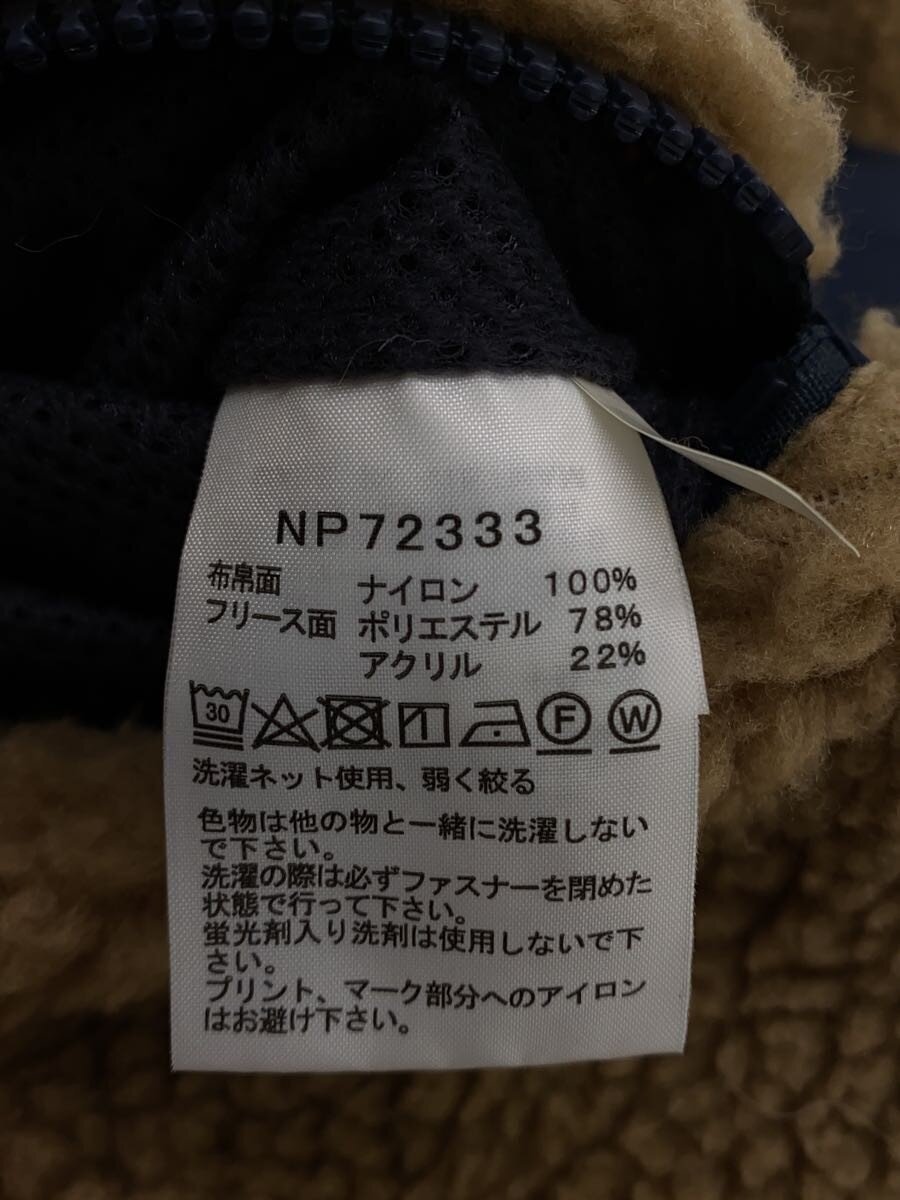 NP72333
布帛面 ナイロン 100%
フリース面 ポリエステル 78%
アクリル 22%
30 F W
洗濯ネット使用、弱く絞る
色物は他の物と一緒に洗濯しない
で下さい。
洗濯の際は必ずファスナーを閉めた
状態で行って下さい。
蛍光剤入り洗剤は使用しないで下
さい。
プリント、マーク部分へのアイロン
はお避け下さい。